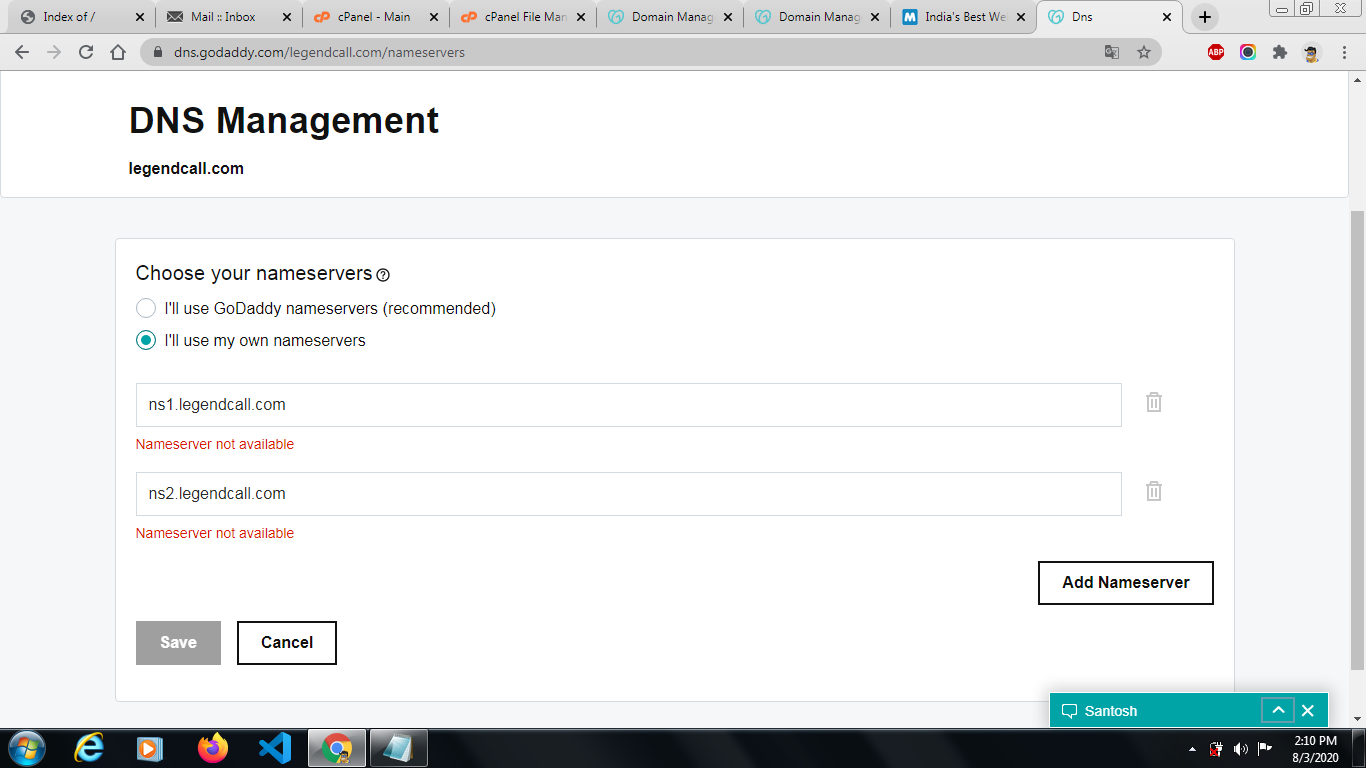 Index of /
Mail :: Inbox
cPanel - Main
cPanel File Man
Domain Manag
Domain Manag
India's Best We
Dns
dns.godaddy.com/legendcall.com/nameservers
ABP
DNS Management
legendcall.com
Choose your nameservers
I'll use GoDaddy nameservers (recommended)
I'll use my own nameservers
ns1.legendcall.com
Nameserver not available
ns2.legendcall.com
Nameserver not available
Add Nameserver
Save
Cancel
Santosh
2:10 PM
8/3/2020